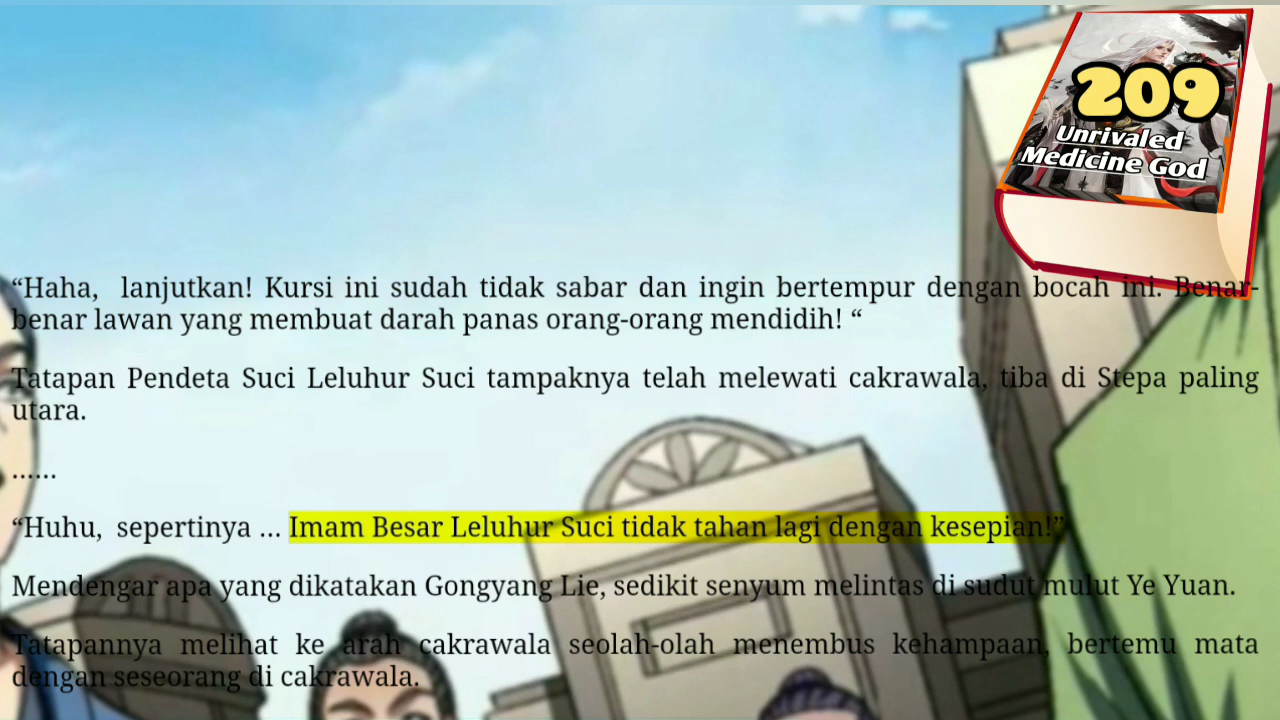 209
Unrivaled
Medicine God
“Haha,  lanjutkan! Kursi ini sudah tidak sabar dan ingin bertempur dengan bocah ini. Benar-
benar lawan yang membuat darah panas orang-orang mendidih! “
Tatapan Pendeta Suci Leluhur Suci tampaknya telah melewati cakrawala, tiba di Stepa paling
utara.
……
“Huhu,  sepertinya … Imam Besar Leluhur Suci tidak tahan lagi dengan kesepian!”
Mendengar apa yang dikatakan Gongyang Lie, sedikit senyum melintas di sudut mulut Ye Yuan.
Tatapannya melihat ke arah cakrawala seolah-olah menembus kehampaan, bertemu mata
dengan seseorang di cakrawala.